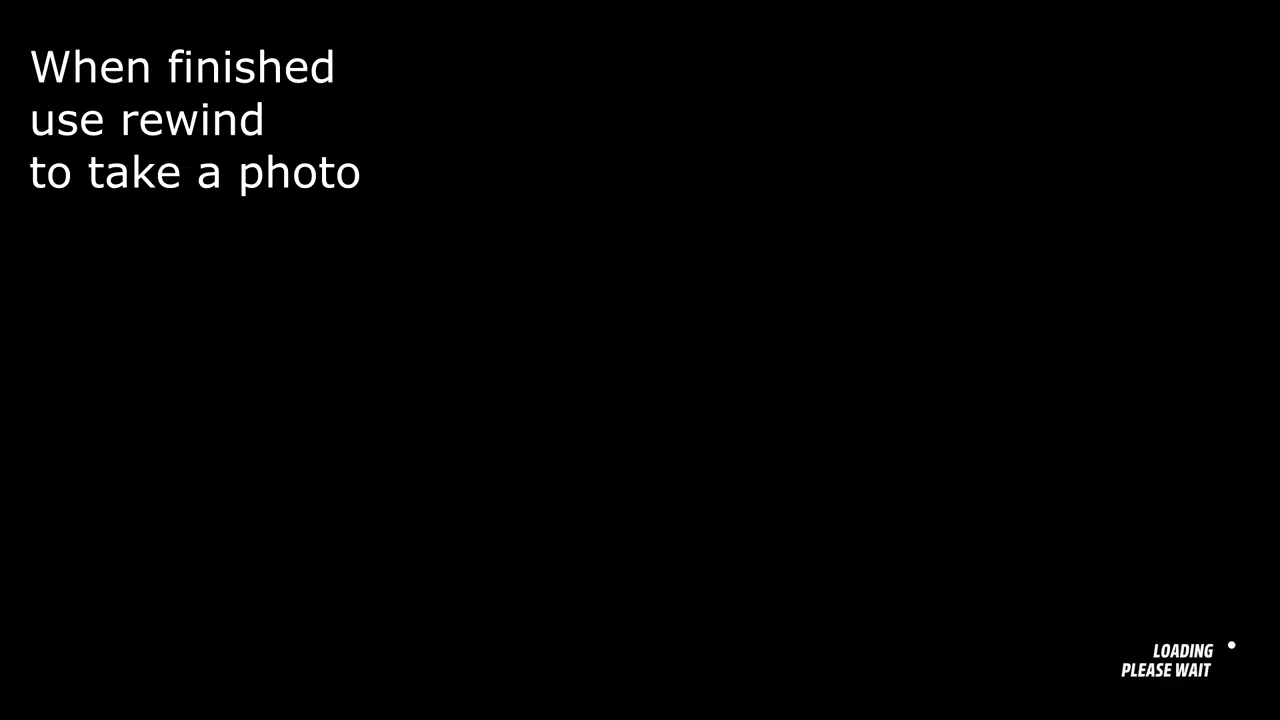 When finished
use rewind
to take a photo
LOADING
PLEASE WAIT